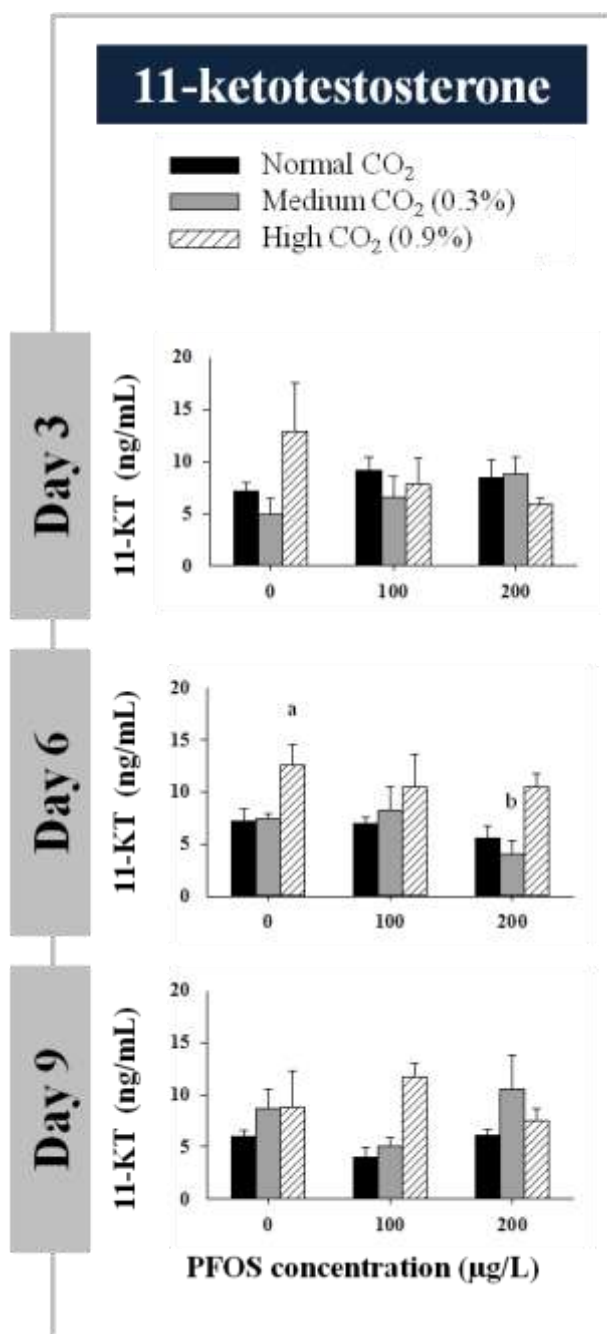 11-ketotestosterone
Normal CO₂
Medium CO₂ (0.3%)
High CO₂ (0.9%)
Day 3
11-KT (ng/mL)
20
15
10
5
0
0 100 200
Day 6
11-KT (ng/mL)
20
15
10
5
0
a
b
0 100 200
Day 9
11-KT (ng/mL)
20
15
10
5
0
0 100 200
PFOS concentration (µg/L)